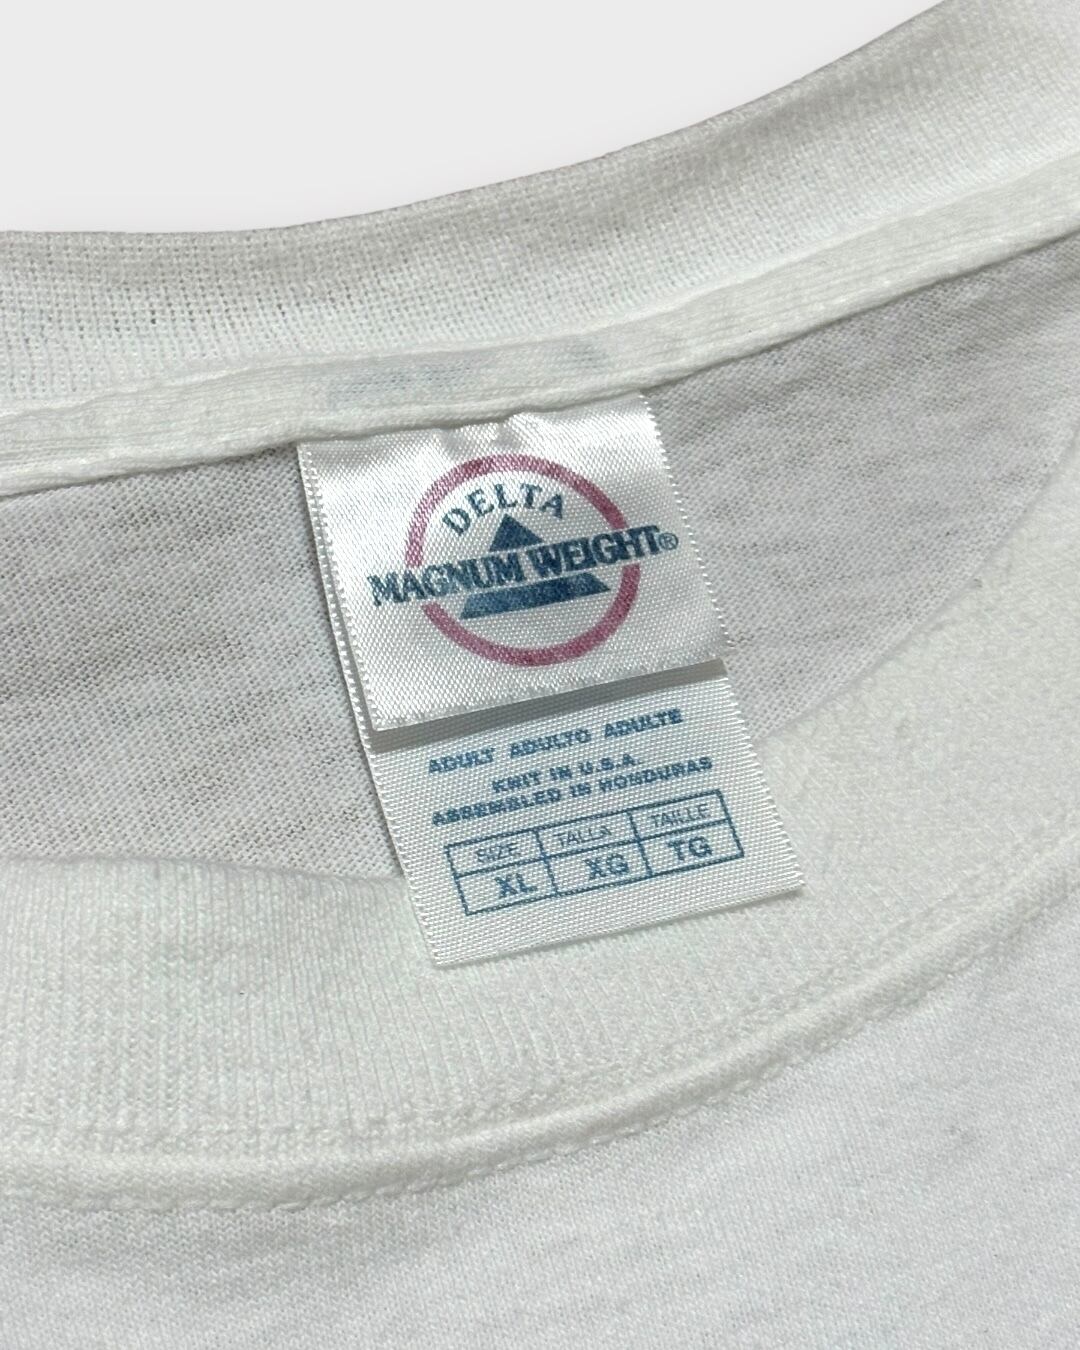 DELTA
MAGNUM WEIGHT®
ADULT ADULTO ADULTE
KNIT IN U.S.A.
ASSEMBLED IN HONDURAS
SIZE TALLA TAILLE
XL XG TG